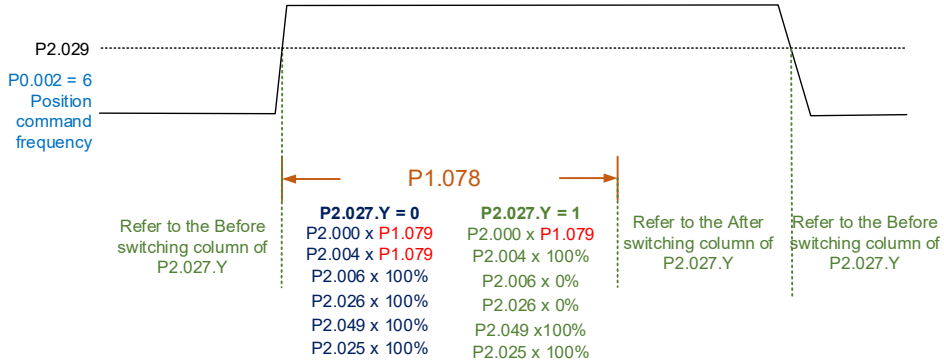 P2.029
P0.002 = 6
Position
command
frequency
P1.078
Refer to the Before
switching column of
P2.027.Y
P2.027.Y = 0
P2.000 x P1.079
P2.004 x P1.079
P2.006 x 100%
P2.026 x 100%
P2.049 x 100%
P2.025 x 100%
P2.027.Y = 1
P2.000 x P1.079
P2.004 x 100%
P2.006 x 0%
P2.026 x 0%
P2.049 x100%
P2.025 x 100%
Refer to the After
switching column of
P2.027.Y
Refer to the Before
switching column of
P2.027.Y